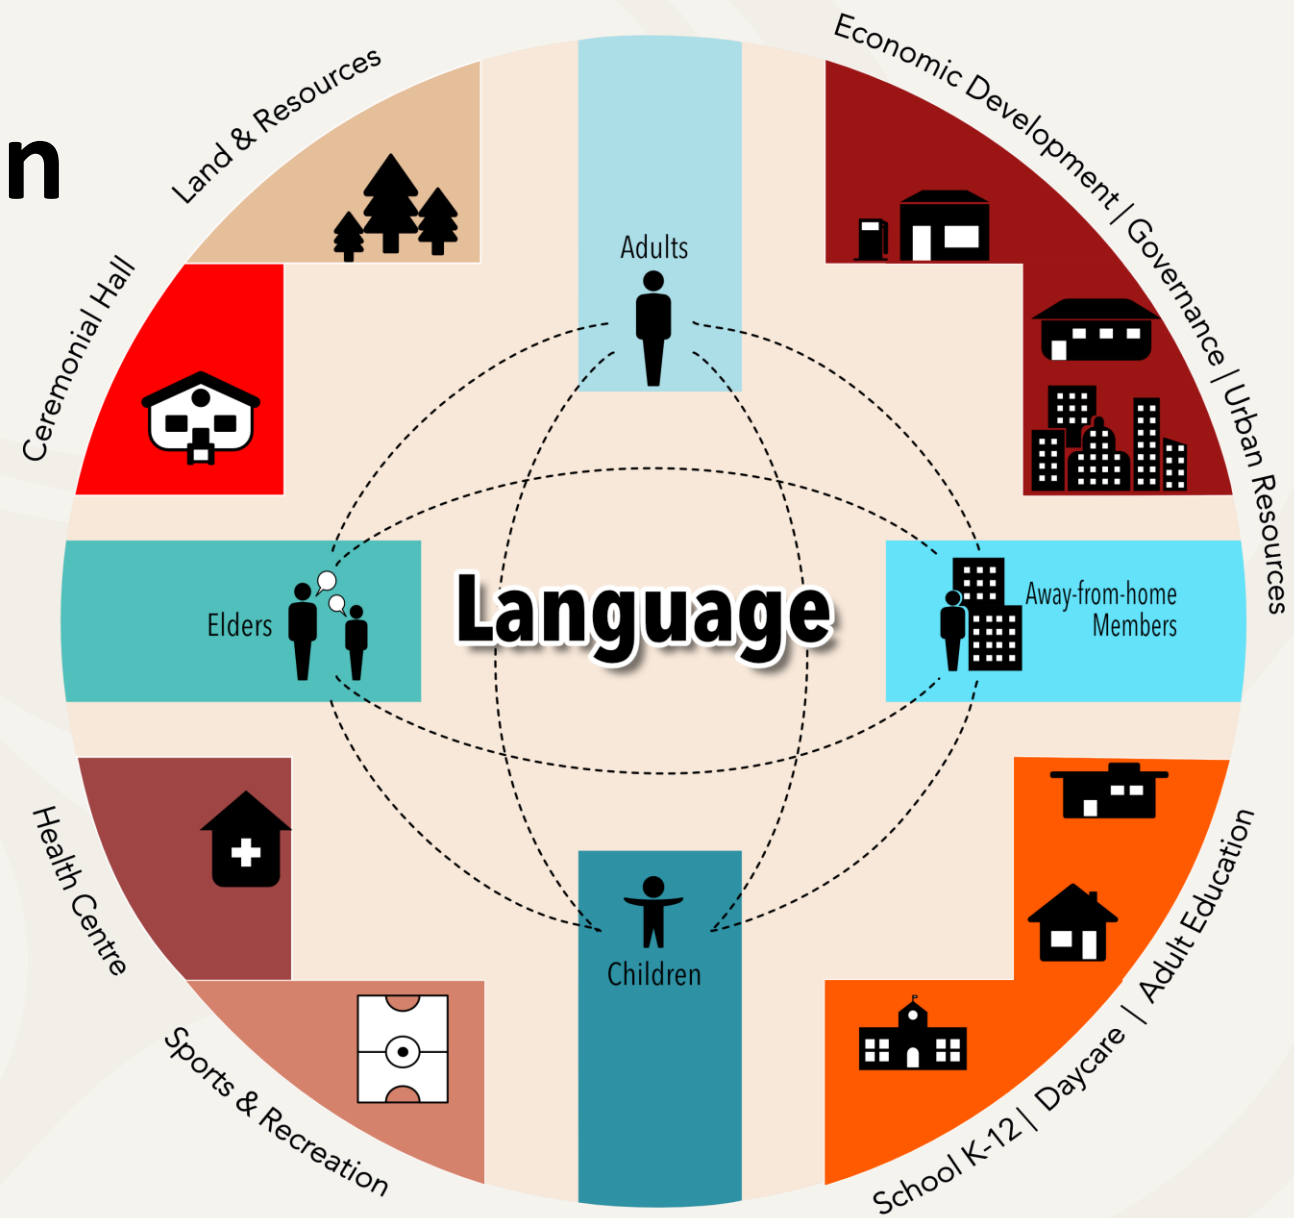 n
Land & Resources
Economic Development | Governance | Urban Resources
Ceremonial Hall
Adults
Elders
Language
Away-from-home
Members
Children
Health Centre
Sports & Recreation
School K-12 | Daycare | Adult Education